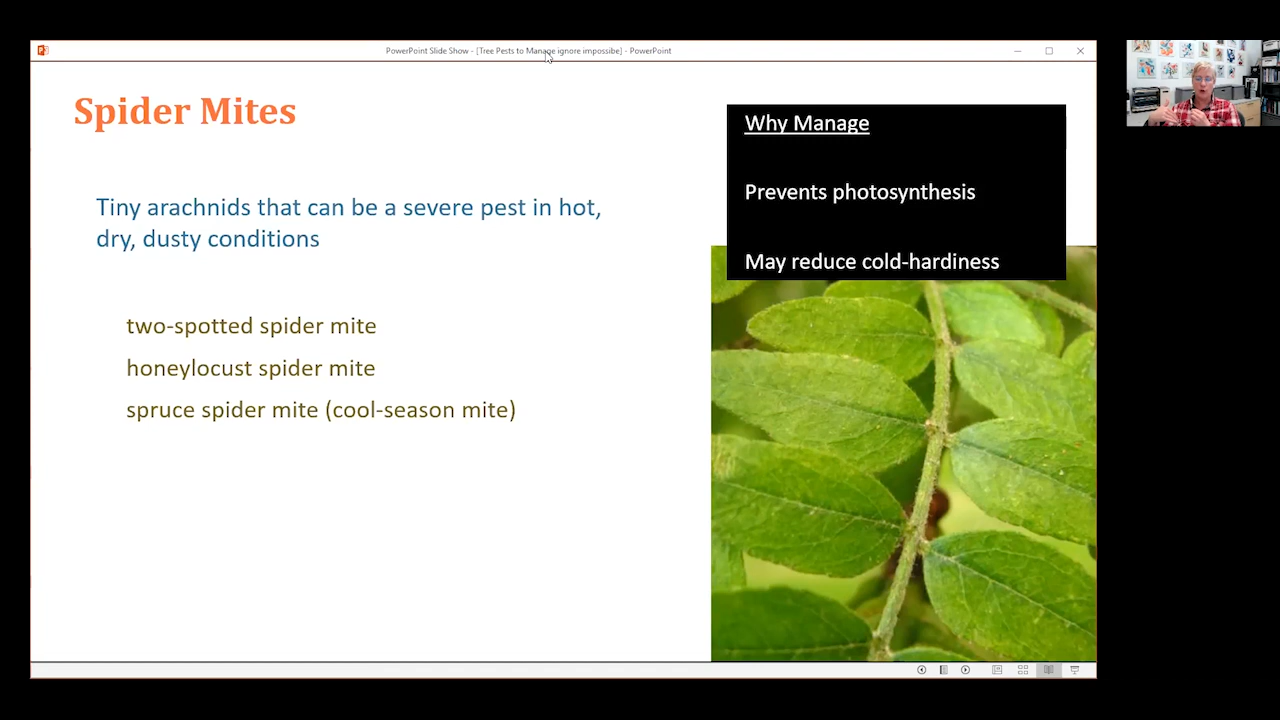 PowerPoint Slide Show - [Tree Pests to Manage ignore impossibe] - PowerPoint
Spider Mites
Why Manage
Prevents photosynthesis
May reduce cold-hardiness
Tiny arachnids that can be a severe pest in hot,
dry, dusty conditions
two-spotted spider mite
honeylocust spider mite
spruce spider mite (cool-season mite)